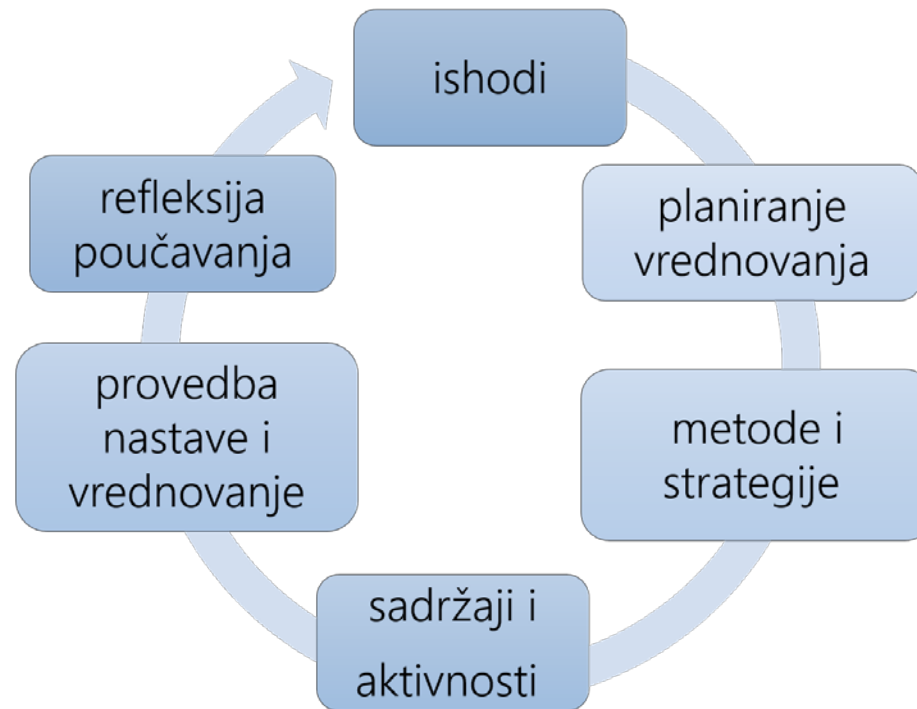 ishodi
planiranje
vrednovanja
metode i
strategije
sadržaji i
aktivnosti
provedba
nastave i
vrednovanje
refleksija
poučavanja